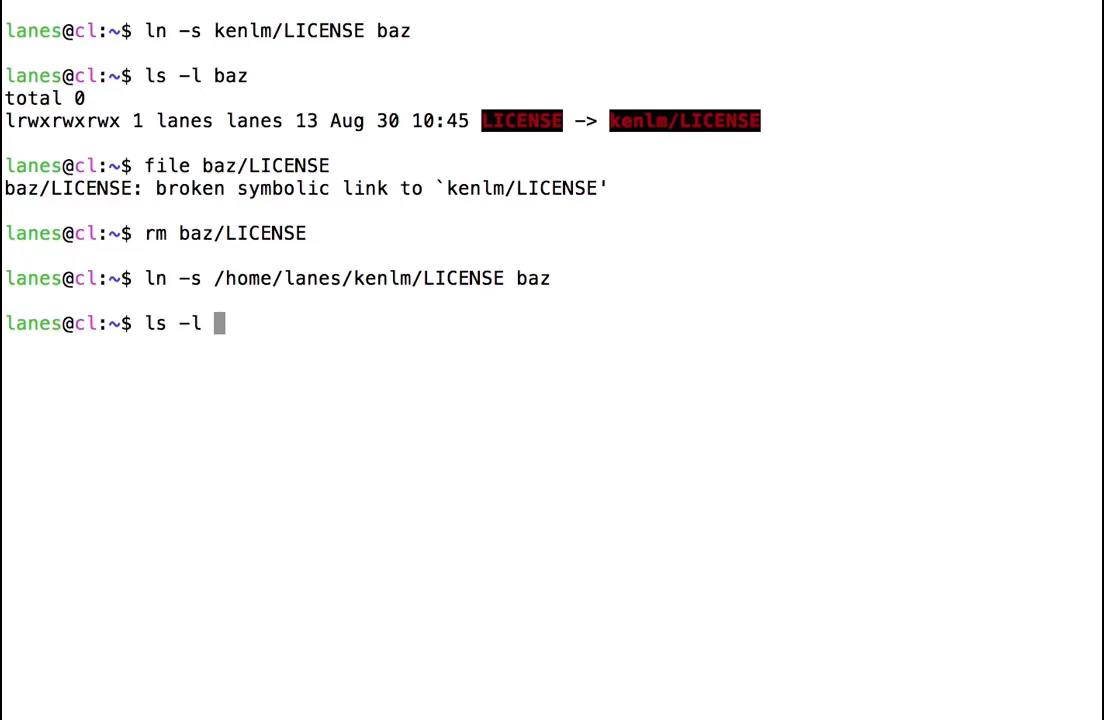 lanes@cl:~$ ln -s kenlm/LICENSE baz
lanes@cl:~$ ls -l baz
total 0
lrwxrwxrwx 1 lanes lanes 13 Aug 30 10:45 LICENSE -> kenlm/LICENSE
lanes@cl:~$ file baz/LICENSE
baz/LICENSE: broken symbolic link to `kenlm/LICENSE'
lanes@cl:~$ rm baz/LICENSE
lanes@cl:~$ ln -s /home/lanes/kenlm/LICENSE baz
lanes@cl:~$ ls -l